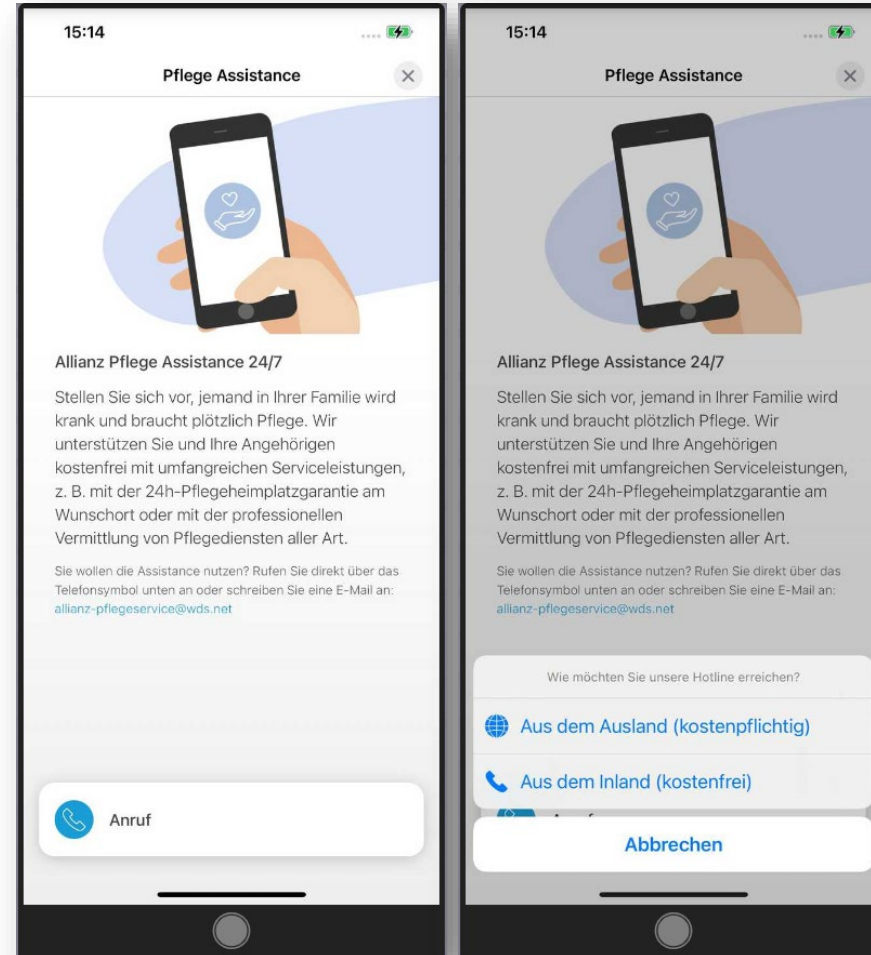 15:14
Pflege Assistance
Allianz Pflege Assistance 24/7
Stellen Sie sich vor, jemand in Ihrer Familie wird
krank und braucht plötzlich Pflege. Wir
unterstützen Sie und Ihre Angehörigen
kostenfrei mit umfangreichen Serviceleistungen,
z. B. mit der 24h-Pflegeheimplatzgarantie am
Wunschort oder mit der professionellen
Vermittlung von Pflegediensten aller Art.
Sie wollen die Assistance nutzen? Rufen Sie direkt über das
Telefonsymbol unten an oder schreiben Sie eine E-Mail an:
allianz-pflegeservice@wds.net
Anruf
15:14
Pflege Assistance
Allianz Pflege Assistance 24/7
Stellen Sie sich vor, jemand in Ihrer Familie wird
krank und braucht plötzlich Pflege. Wir
unterstützen Sie und Ihre Angehörigen
kostenfrei mit umfangreichen Serviceleistungen,
z. B. mit der 24h-Pflegeheimplatzgarantie am
Wunschort oder mit der professionellen
Vermittlung von Pflegediensten aller Art.
Sie wollen die Assistance nutzen? Rufen Sie direkt über das
Telefonsymbol unten an oder schreiben Sie eine E-Mail an:
allianz-pflegeservice@wds.net
Wie möchten Sie unsere Hotline erreichen?
Aus dem Ausland (kostenpflichtig)
Aus dem Inland (kostenfrei)
Abbrechen